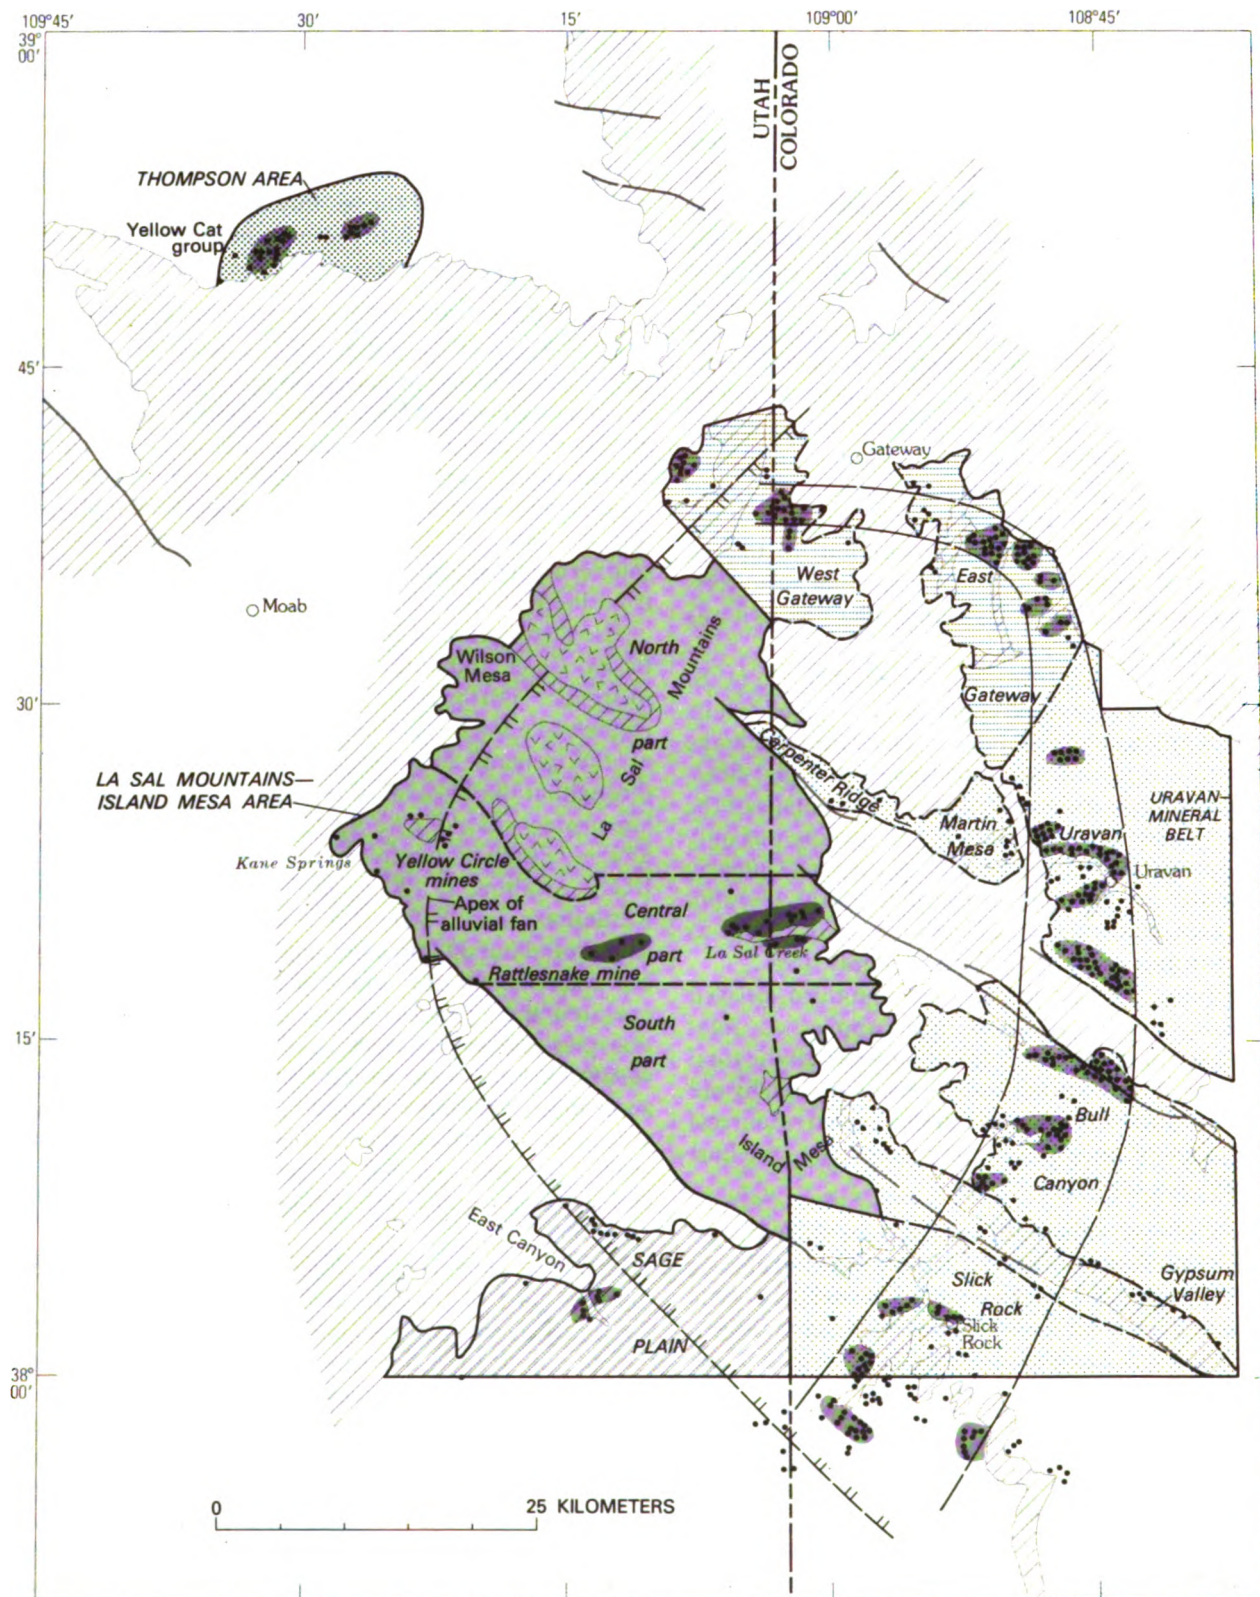 109°45′ 30′ 15′ 109°00′ 108°45′
39°
00′
UTAH
COLORADO
THOMPSON AREA
Yellow Cat
group
45′
Gateway
West
Gateway
East
Gateway
Moab
Wilson
Mesa
North
part
La Sal Mountains
30′
Carpenter Ridge
LA SAL MOUNTAINS—
ISLAND MESA AREA
Martin
Mesa
Uravan
URAVAN
MINERAL
BELT
Uravan
Kane Springs
Yellow Circle
mines
Apex of
alluvial fan
Central
part
La Sal Creek
Rattlesnake mine
South
part
15′
Bull
Canyon
Island Mesa
East Canyon
SAGE
PLAIN
Slick
Rock
Gypsum
Valley
Slick
Rock
38°
00′
0 25 KILOMETERS